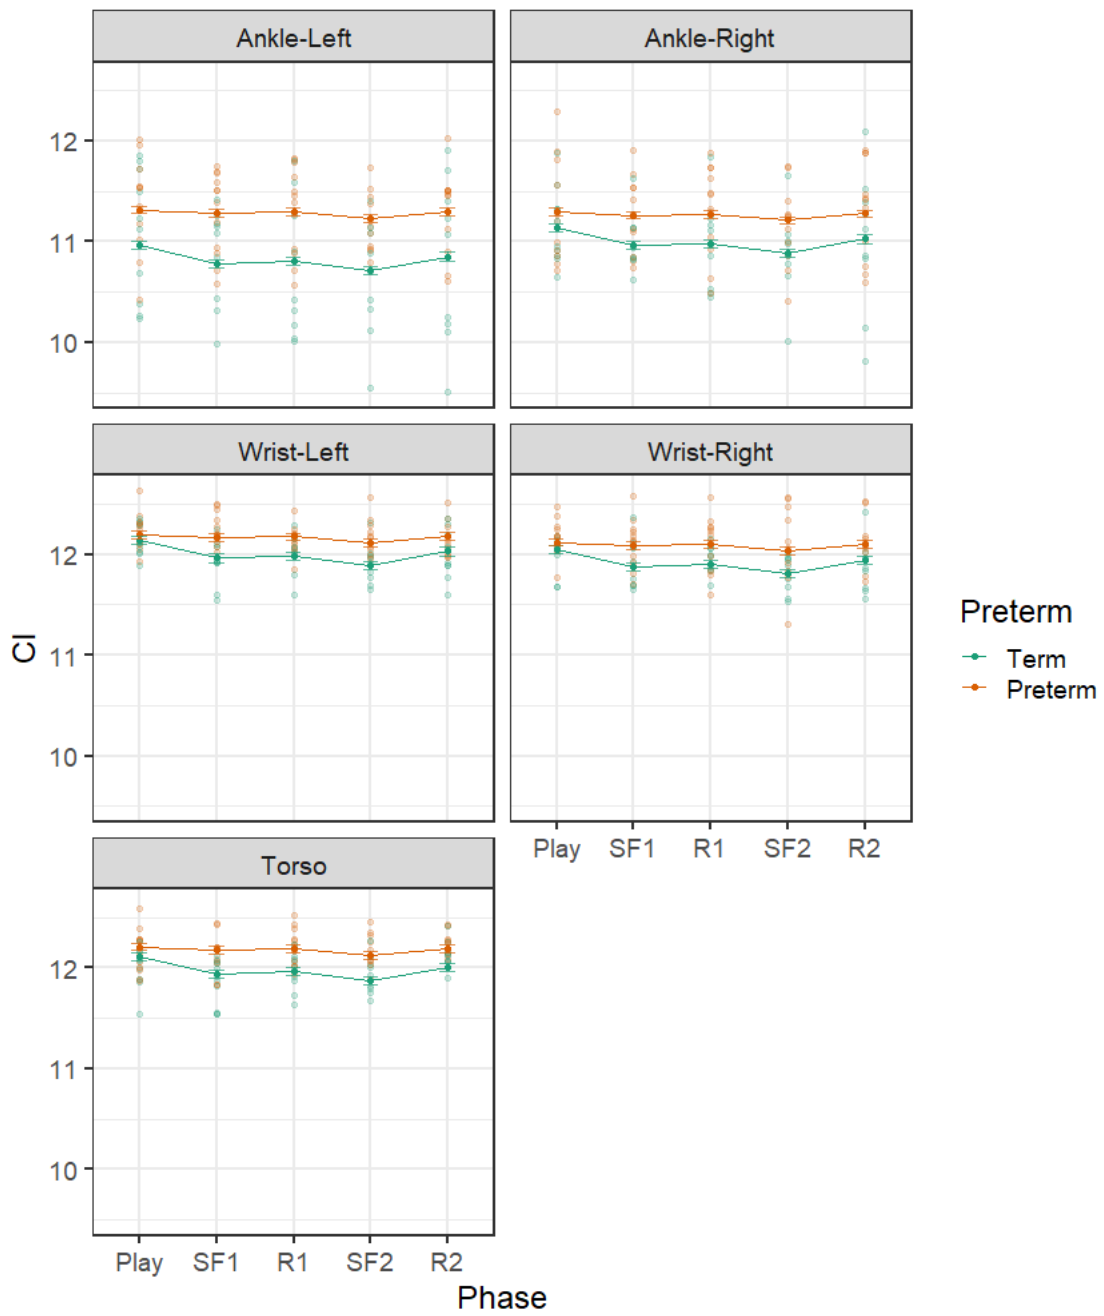 Ankle-Left
Ankle-Right
12
11
10
Wrist-Left
Wrist-Right
12
11
10
CI
Preterm
Term
Preterm
Play SF1 R1 SF2 R2
Torso
12
11
10
Play SF1 R1 SF2 R2
Phase